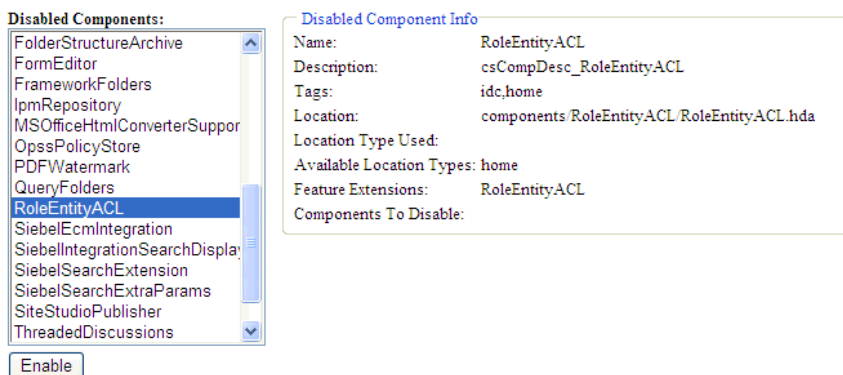 Disabled Components:
FolderStructureArchive
FormEditor
FrameworkFolders
IpmRepository
MSOfficeHtmlConverterSuppor
OpssPolicyStore
PDFWatermark
QueryFolders
RoleEntityACL
SiebelEcmIntegration
SiebelIntegrationSearchDisplay
SiebelSearchExtension
SiebelSearchExtraParams
SiteStudioPublisher
ThreadedDiscussions
Enable
Disabled Component Info
Name: RoleEntityACL
Description: csCompDesc_RoleEntityACL
Tags: idc,home
Location: components/RoleEntityACL/RoleEntityACL.hda
Location Type Used:
Available Location Types: home
Feature Extensions: RoleEntityACL
Components To Disable: